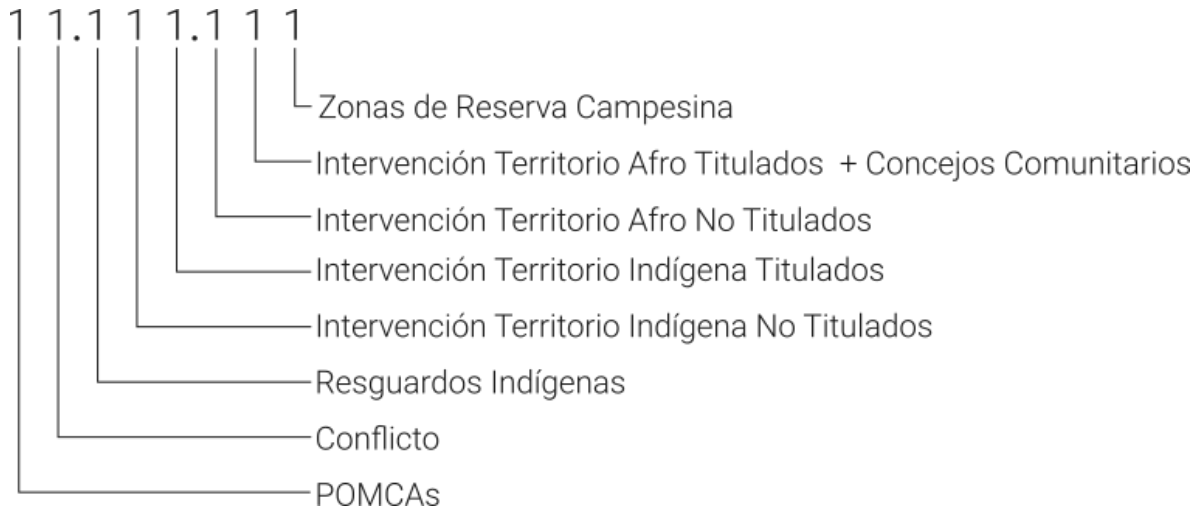 1 1.1 1 1.1 1 1
Zonas de Reserva Campesina
Intervención Territorio Afro Titulados + Concejos Comunitarios
Intervención Territorio Afro No Titulados
Intervención Territorio Indígena Titulados
Intervención Territorio Indígena No Titulados
Resguardos Indígenas
Conflicto
POMCAs